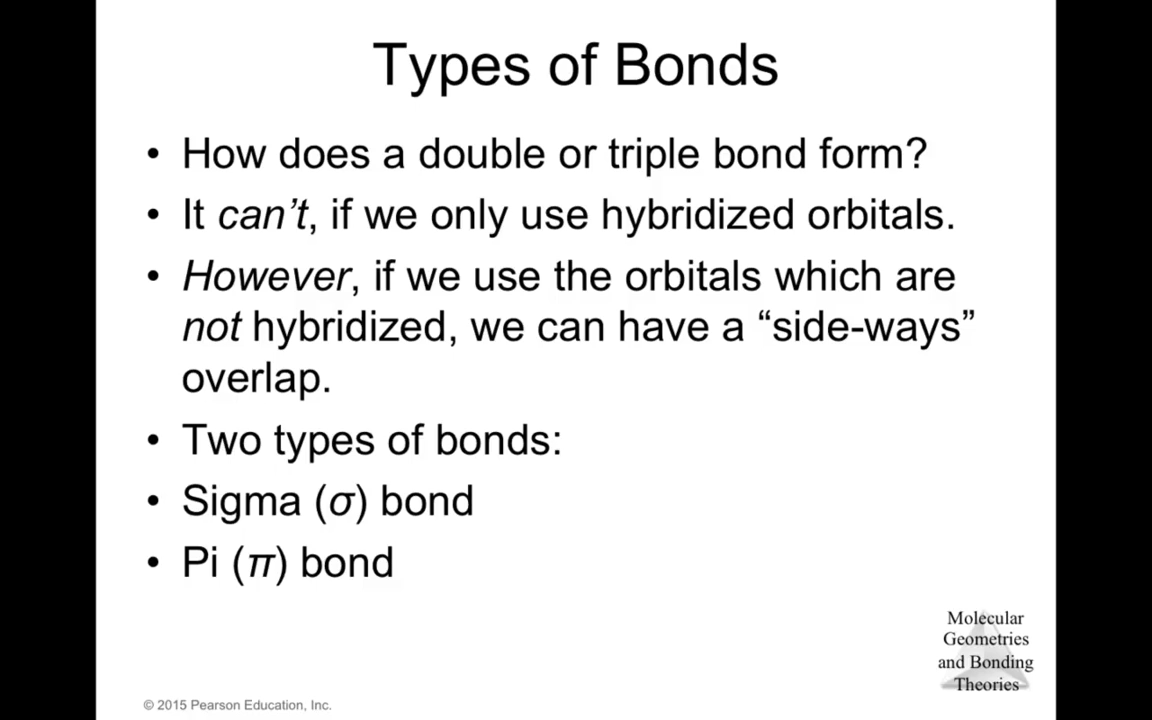 Types of Bonds
• How does a double or triple bond form?
• It can’t, if we only use hybridized orbitals.
• However, if we use the orbitals which are
not hybridized, we can have a “side-ways”
overlap.
• Two types of bonds:
• Sigma (σ) bond
• Pi (π) bond
Molecular
Geometries
and Bonding
Theories
© 2015 Pearson Education, Inc.